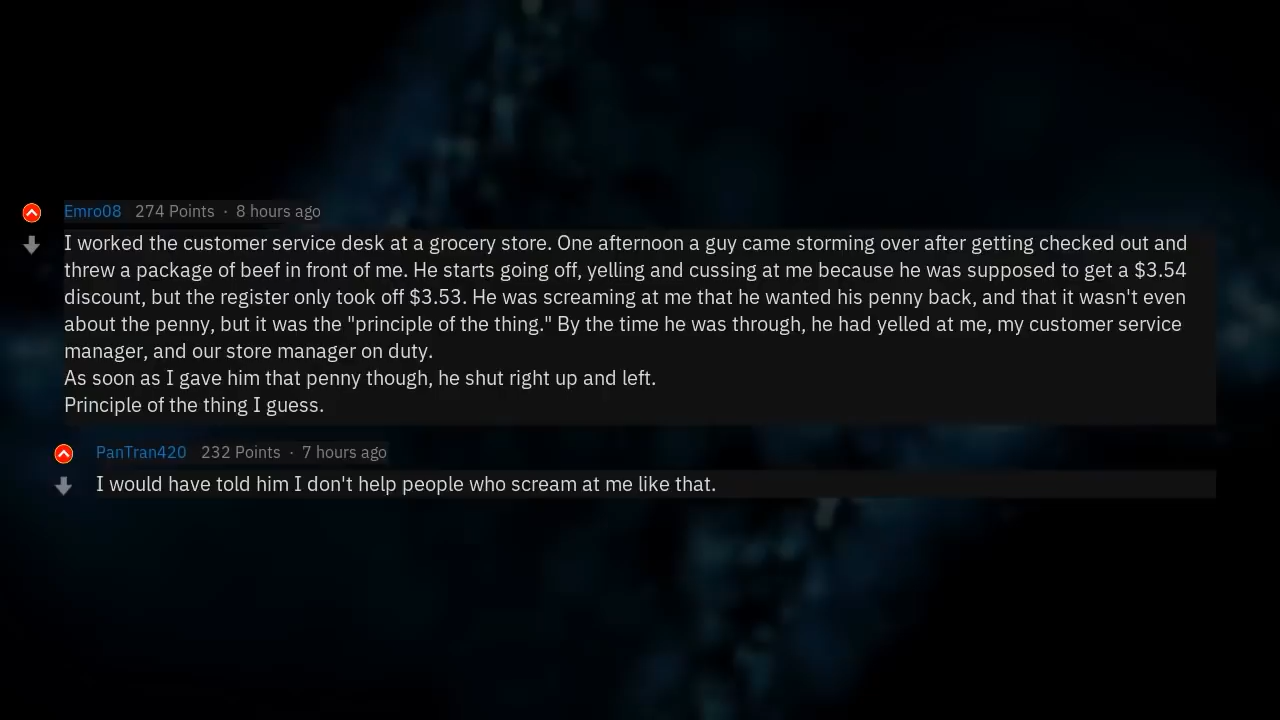 Emro08 274 Points · 8 hours ago
I worked the customer service desk at a grocery store. One afternoon a guy came storming over after getting checked out and
threw a package of beef in front of me. He starts going off, yelling and cussing at me because he was supposed to get a $3.54
discount, but the register only took off $3.53. He was screaming at me that he wanted his penny back, and that it wasn't even
about the penny, but it was the "principle of the thing." By the time he was through, he had yelled at me, my customer service
manager, and our store manager on duty.
As soon as I gave him that penny though, he shut right up and left.
Principle of the thing I guess.
PanTran420 232 Points · 7 hours ago
I would have told him I don't help people who scream at me like that.